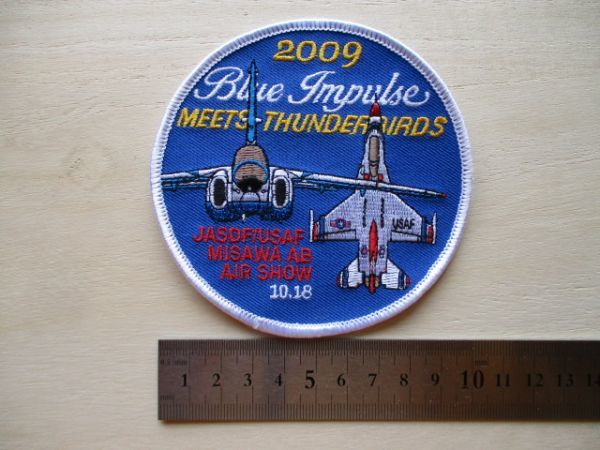 2009
Blue Impulse
MEETS THUNDERBIRDS
USAF
JASDF/USAF
MISAWA AB
AIR SHOW
10.18
1 2 3 4 5 6 7 8 9 10 11 12 13 14